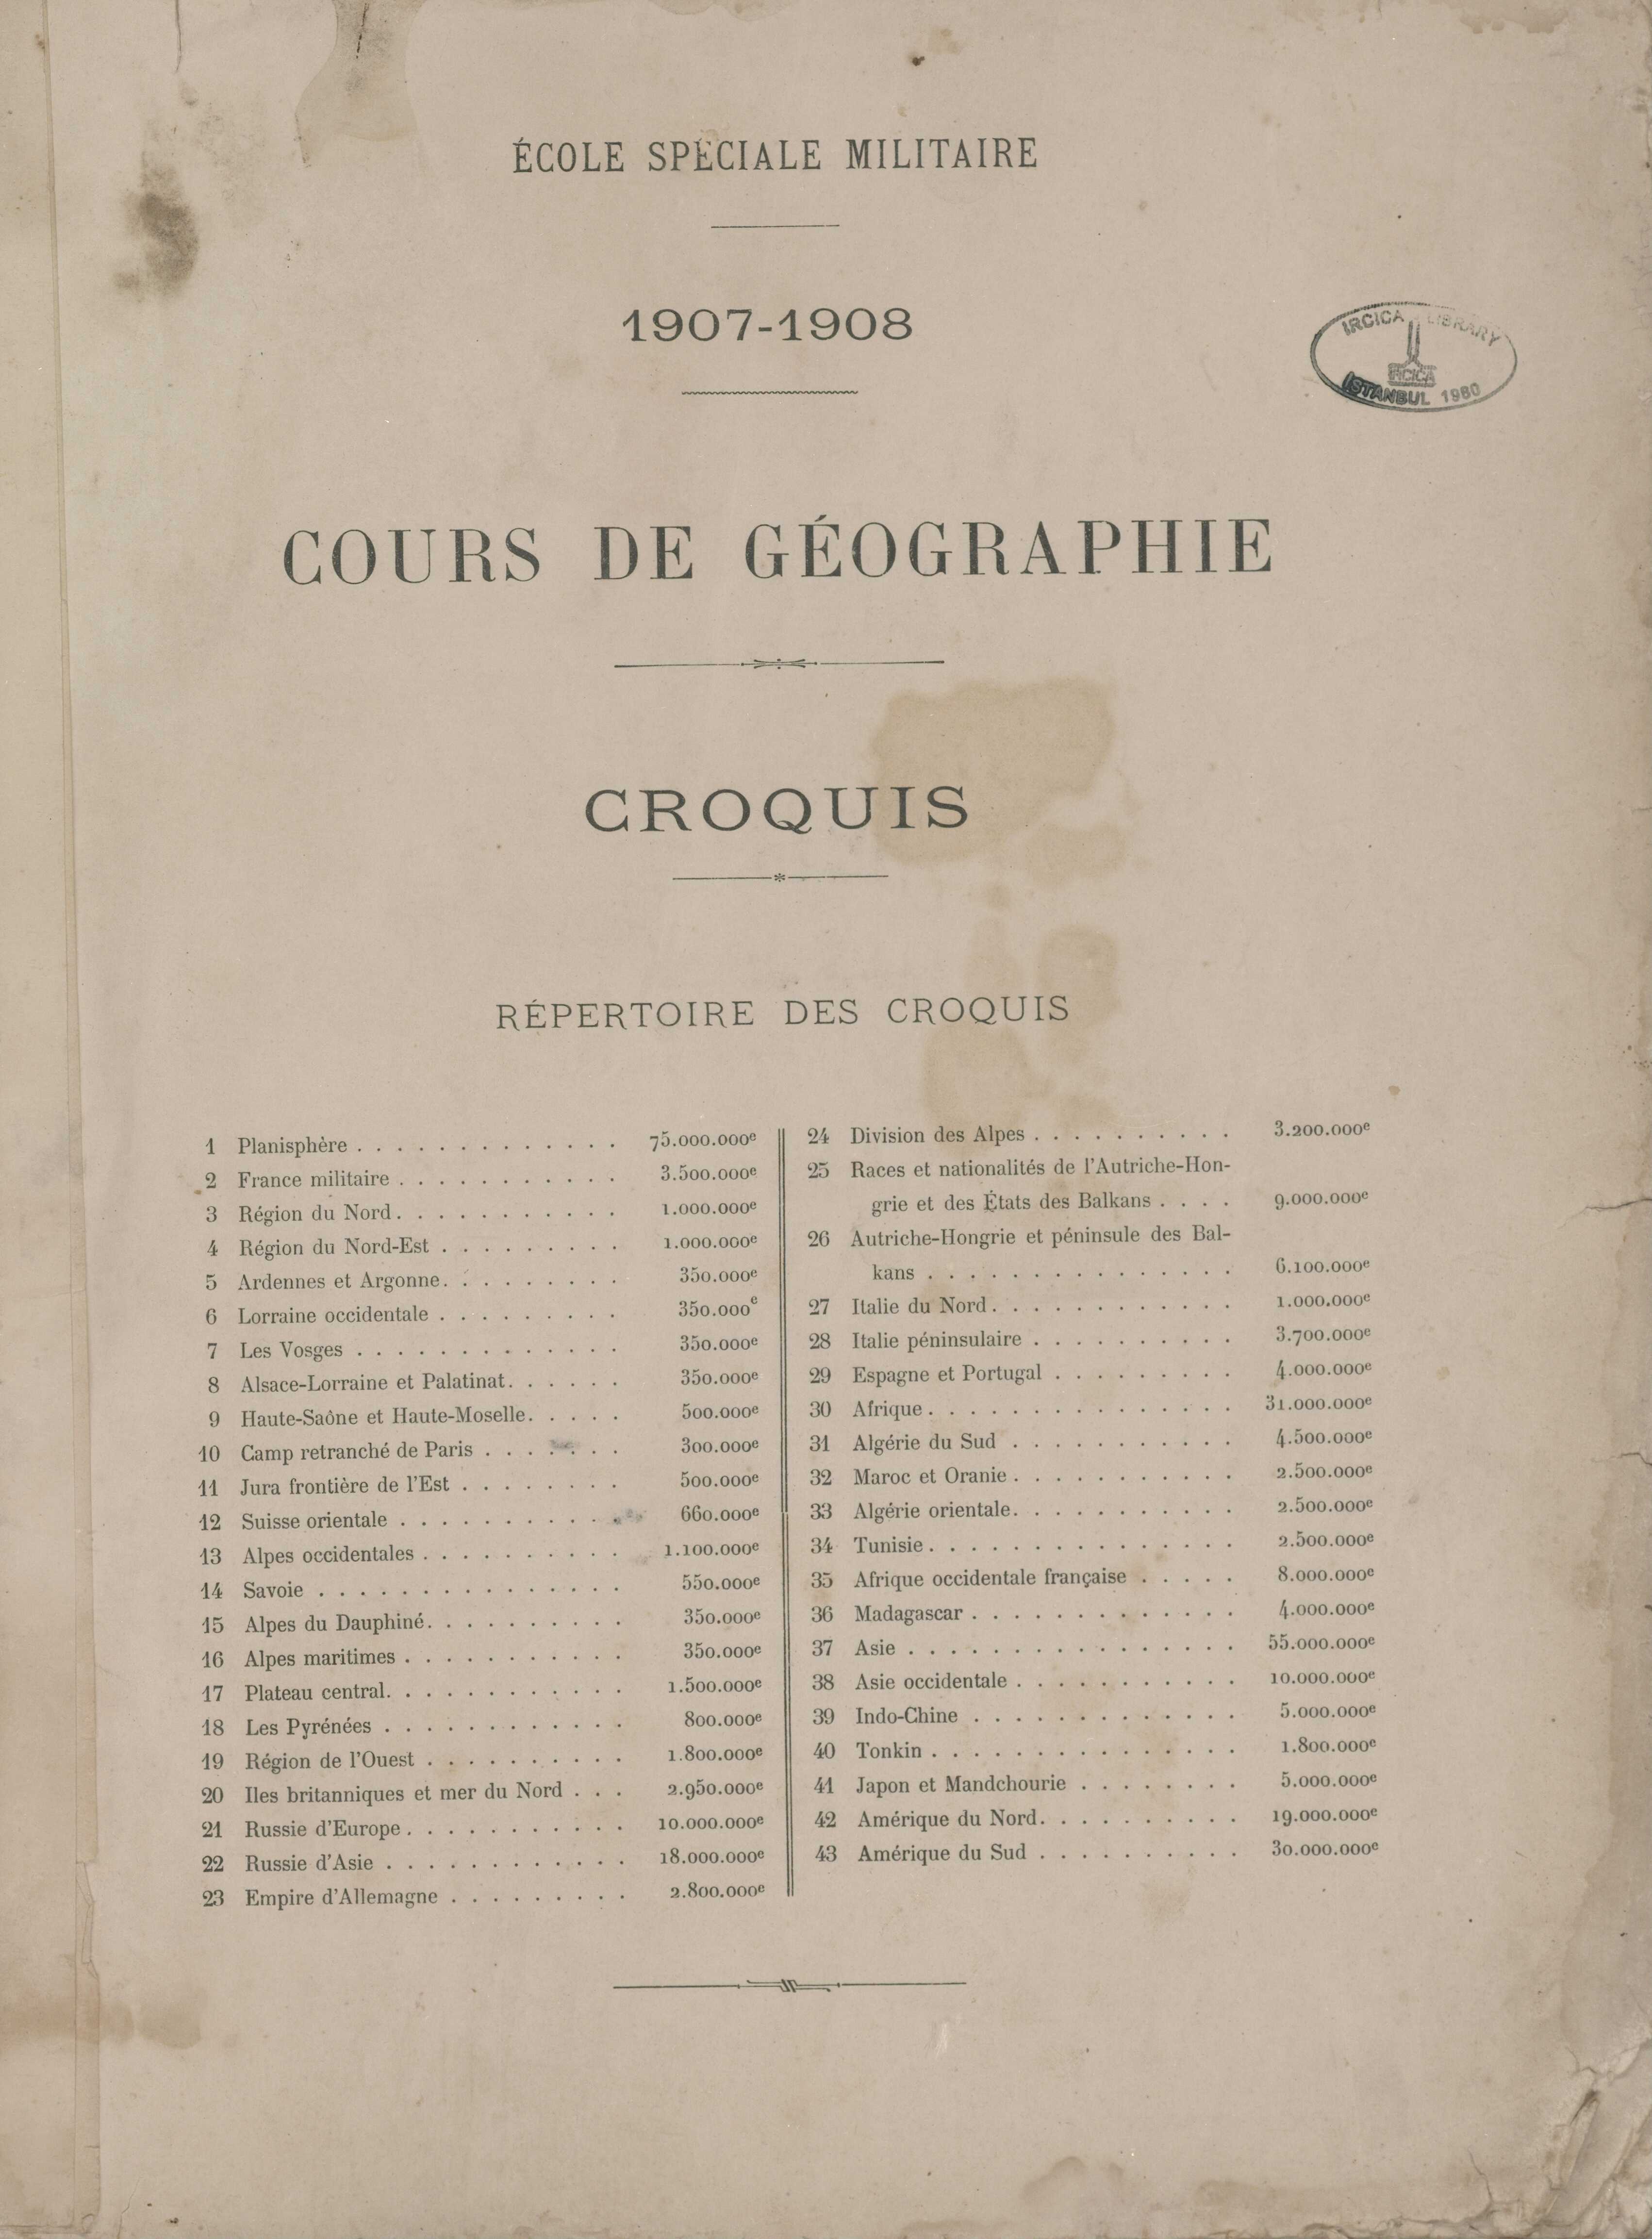 ÉCOLE SPÉCIALE MILITAIRE
1907-1908
IRCICA LIBRARY
IRCICA
ISTANBUL 1980
COURS DE GÉOGRAPHIE
CROQUIS
RÉPERTOIRE DES CROQUIS
1 Planisphère . . . . . . . . . . . . . 75.000.000e
2 France militaire . . . . . . . . . . . 3.500.000e
3 Région du Nord. . . . . . . . . . . 1.000.000e
4 Région du Nord-Est . . . . . . . . . 1.000.000e
5 Ardennes et Argonne. . . . . . . . . 350.000e
6 Lorraine occidentale . . . . . . . . . 350.000e
7 Les Vosges . . . . . . . . . . . . . 350.000e
8 Alsace-Lorraine et Palatinat. . . . . . 350.000e
9 Haute-Saône et Haute-Moselle. . . . . 500.000e
10 Camp retranché de Paris . . . . . . . 300.000e
11 Jura frontière de l'Est . . . . . . . . 500.000e
12 Suisse orientale . . . . . . . . . . . 660.000e
13 Alpes occidentales . . . . . . . . . . 1.100.000e
14 Savoie . . . . . . . . . . . . . . . 550.000e
15 Alpes du Dauphiné. . . . . . . . . . 350.000e
16 Alpes maritimes . . . . . . . . . . . 350.000e
17 Plateau central. . . . . . . . . . . . 1.500.000e
18 Les Pyrénées . . . . . . . . . . . . 800.000e
19 Région de l'Ouest . . . . . . . . . . 1.800.000e
20 Iles britanniques et mer du Nord . . . 2.950.000e
21 Russie d'Europe. . . . . . . . . . . 10.000.000e
22 Russie d'Asie . . . . . . . . . . . . 18.000.000e
23 Empire d'Allemagne . . . . . . . . . 2.800.000e
24 Division des Alpes . . . . . . . . . . 3.200.000e
25 Races et nationalités de l'Autriche-Hon-
grie et des États des Balkans . . . . 9.000.000e
26 Autriche-Hongrie et péninsule des Bal-
kans . . . . . . . . . . . . . . . 6.100.000e
27 Italie du Nord. . . . . . . . . . . . 1.000.000e
28 Italie péninsulaire . . . . . . . . . . 3.700.000e
29 Espagne et Portugal . . . . . . . . . 4.000.000e
30 Afrique. . . . . . . . . . . . . . . 31.000.000e
31 Algérie du Sud . . . . . . . . . . . 4.500.000e
32 Maroc et Oranie. . . . . . . . . . . 2.500.000e
33 Algérie orientale. . . . . . . . . . . 2.500.000e
34 Tunisie. . . . . . . . . . . . . . . 2.500.000e
35 Afrique occidentale française . . . . . 8.000.000e
36 Madagascar . . . . . . . . . . . . . 4.000.000e
37 Asie . . . . . . . . . . . . . . . . 55.000.000e
38 Asie occidentale . . . . . . . . . . . 10.000.000e
39 Indo-Chine . . . . . . . . . . . . . 5.000.000e
40 Tonkin . . . . . . . . . . . . . . . 1.800.000e
41 Japon et Mandchourie . . . . . . . . 5.000.000e
42 Amérique du Nord. . . . . . . . . . 19.000.000e
43 Amérique du Sud . . . . . . . . . . 30.000.000e